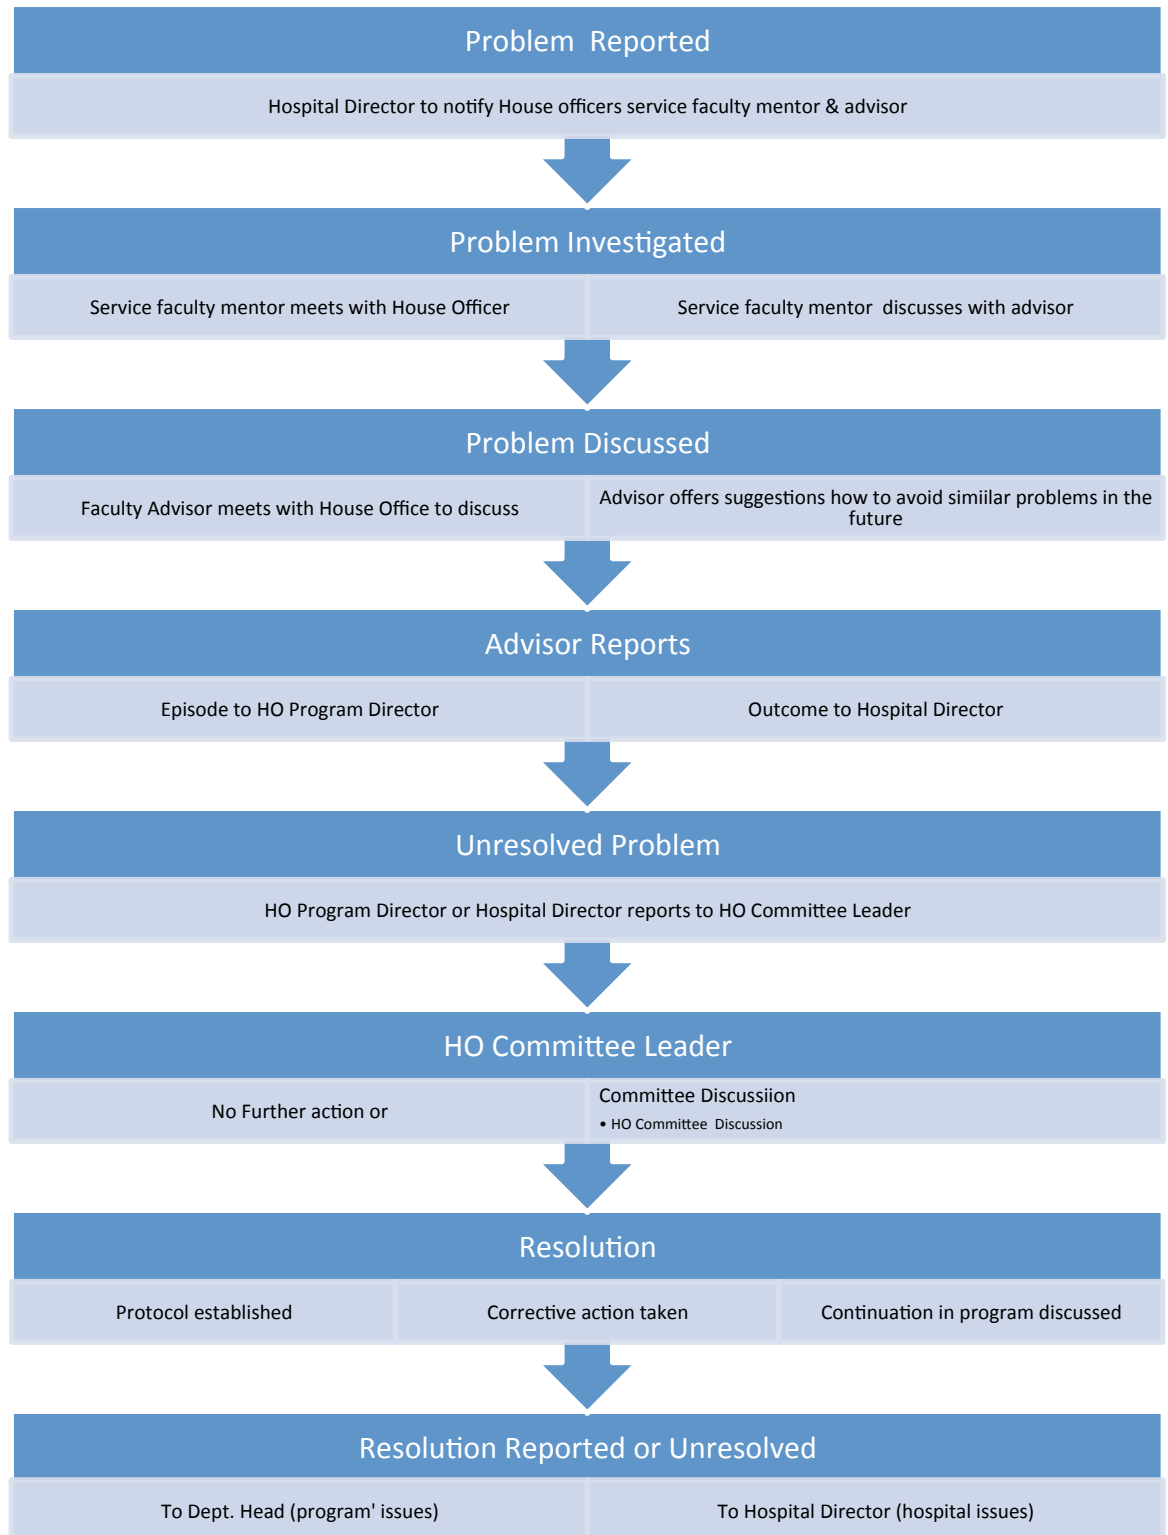 Problem  Reported
Hospital Director to notify House officers service faculty mentor & advisor
Problem Investigated
Service faculty mentor meets with House Officer
Service faculty mentor  discusses with advisor
Problem Discussed
Faculty Advisor meets with House Office to discuss
Advisor offers suggestions how to avoid simiilar problems in the
future
Advisor Reports
Episode to HO Program Director
Outcome to Hospital Director
Unresolved Problem
HO Program Director or Hospital Director reports to HO Committee Leader
HO Committee Leader
No Further action or
Committee Discussiion
• HO Committee  Discussion
Resolution
Protocol established
Corrective action taken
Continuation in program discussed
Resolution Reported or Unresolved
To Dept. Head (program' issues)
To Hospital Director (hospital issues)